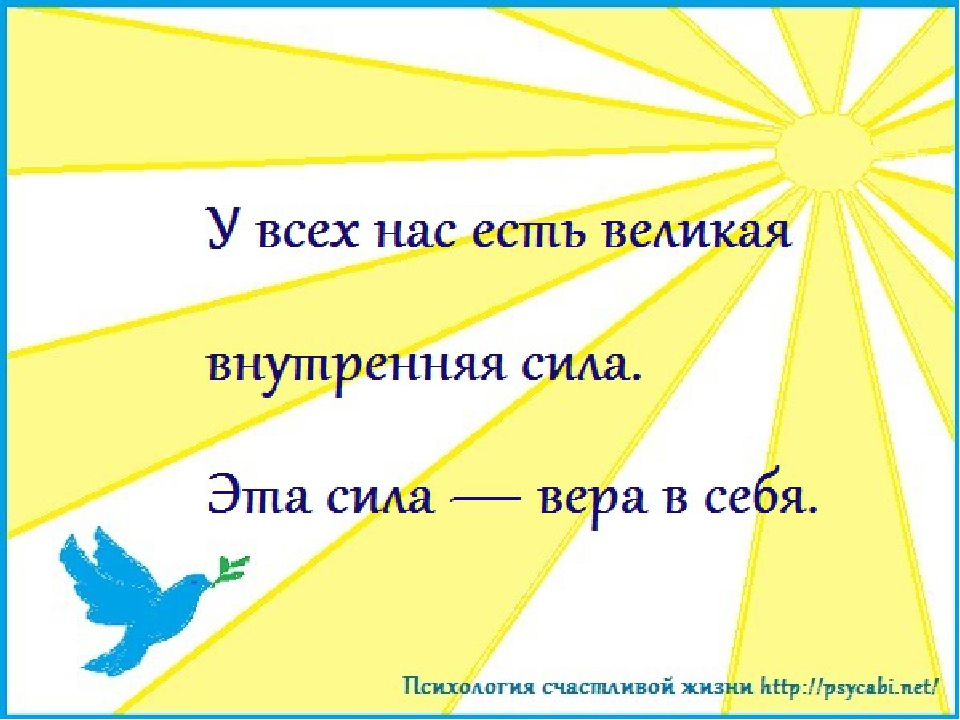 У всех нас есть великая
внутренняя сила.
Эта сила — вера в себя.
Психология счастливой жизни http://psycabi.net/